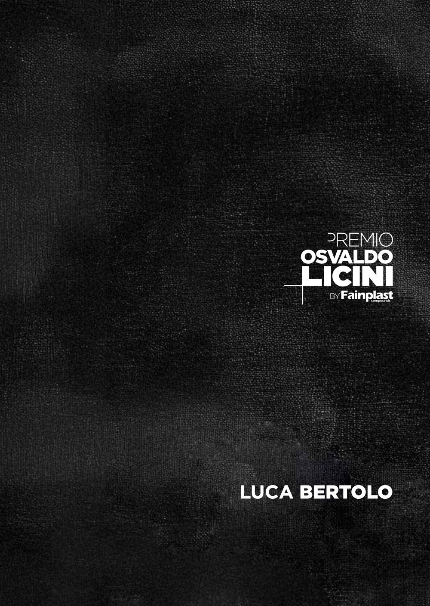 PREMIO
OSVALDO
LICINI
BY Fainplast
LUCA BERTOLO